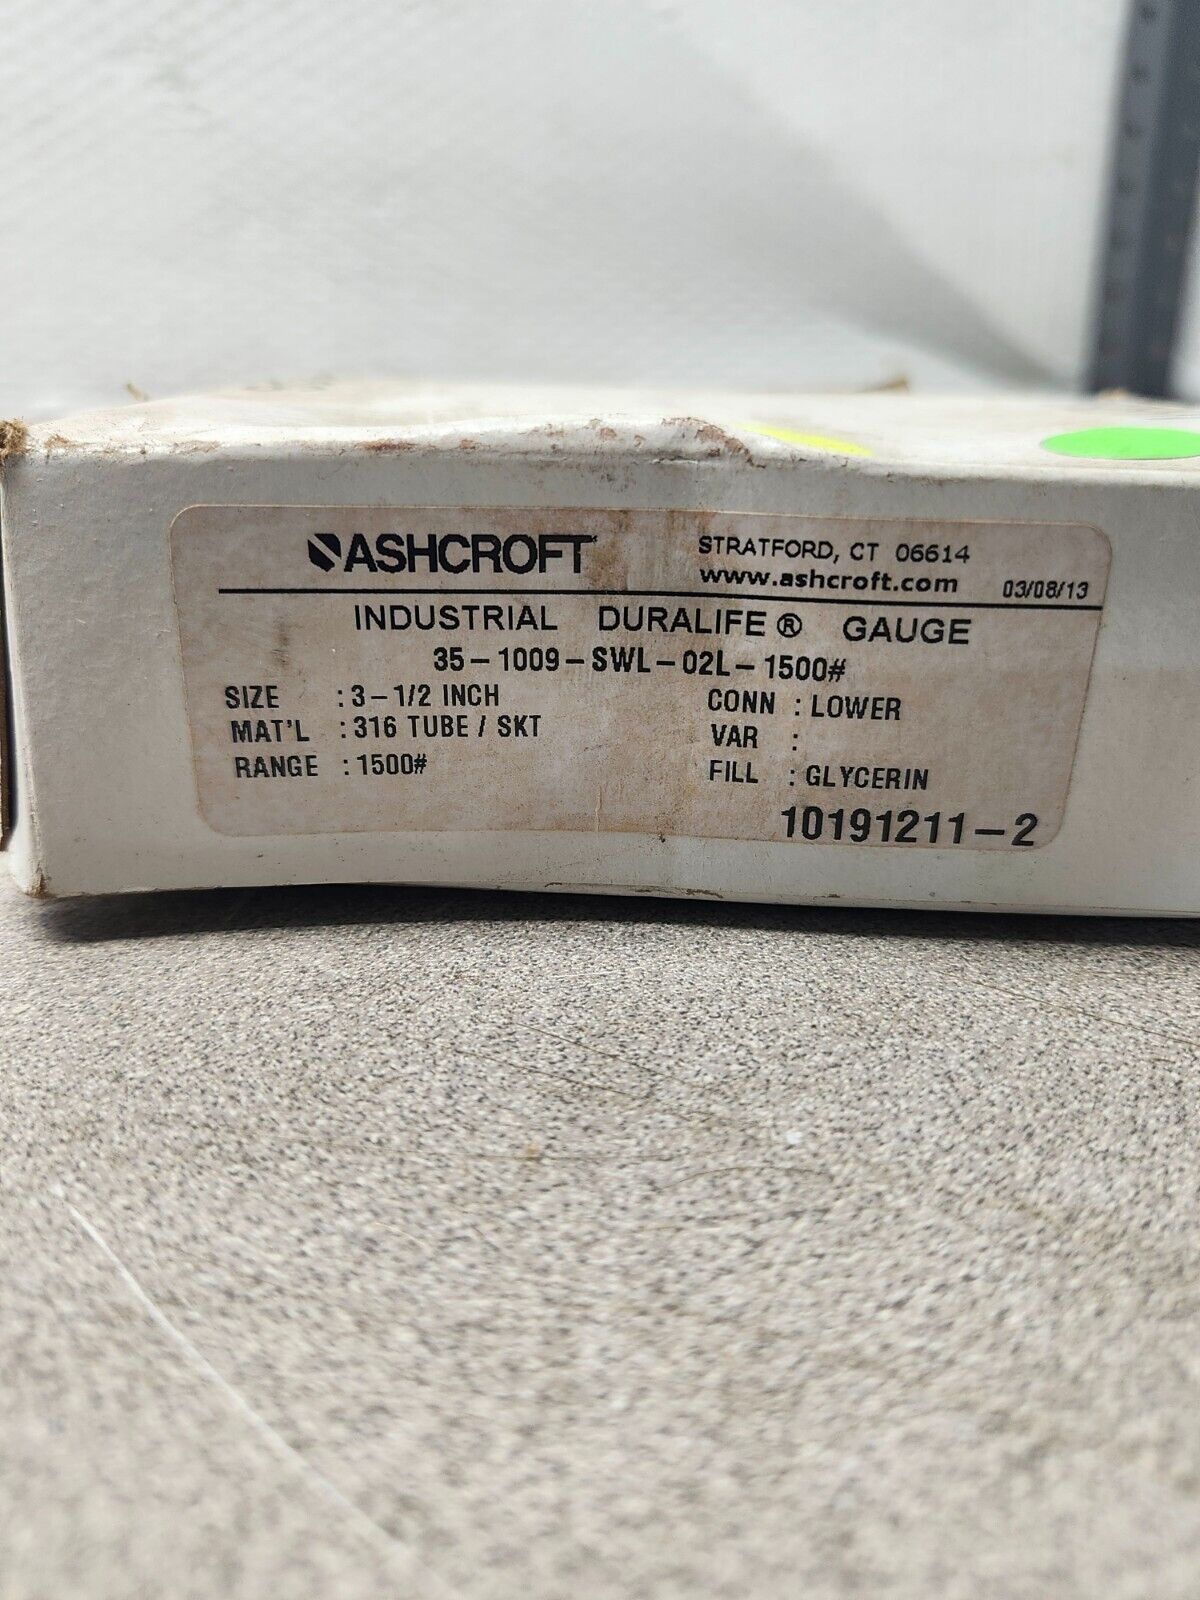 ASHCROFT
STRATFORD, CT 06614
www.ashcroft.com 03/08/13
INDUSTRIAL DURALIFE® GAUGE
35-1009-SWL-02L-1500#
SIZE : 3-1/2 INCH CONN : LOWER
MAT'L : 316 TUBE / SKT VAR :
RANGE : 1500# FILL : GLYCERIN
10191211-2